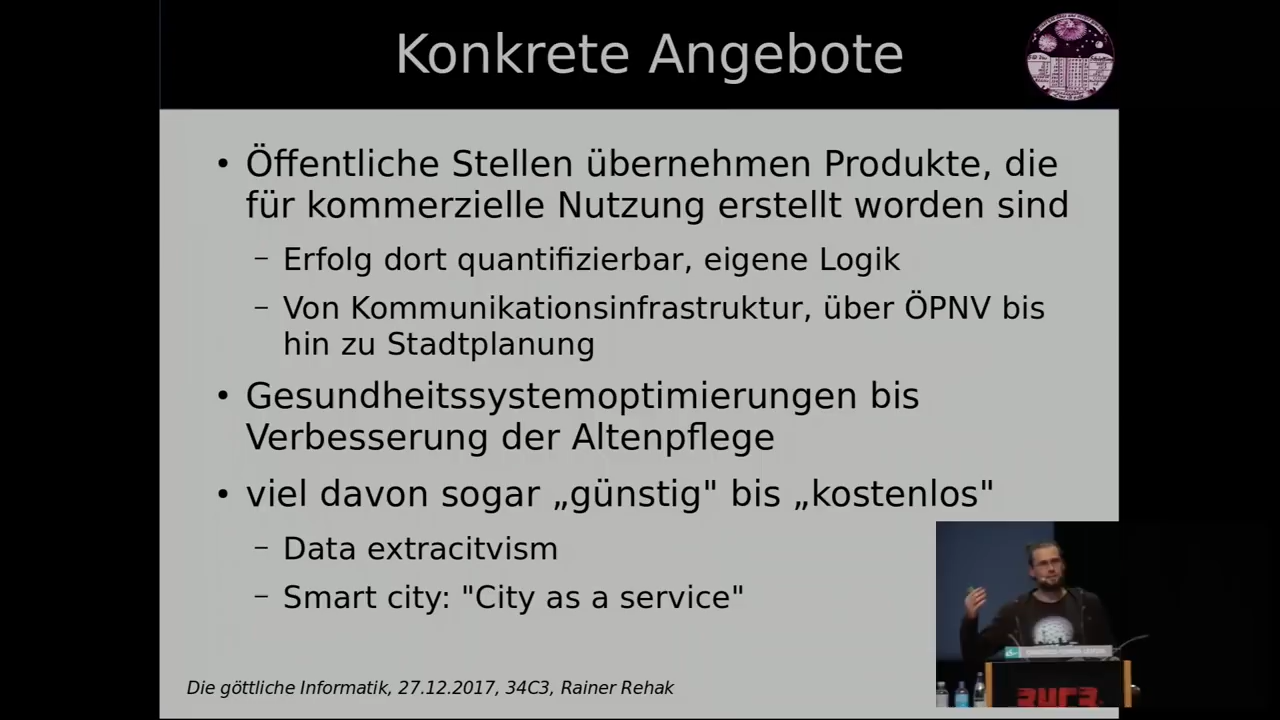 Konkrete Angebote
• Öffentliche Stellen übernehmen Produkte, die
für kommerzielle Nutzung erstellt worden sind
– Erfolg dort quantifizierbar, eigene Logik
– Von Kommunikationsinfrastruktur, über ÖPNV bis
hin zu Stadtplanung
• Gesundheitssystemoptimierungen bis
Verbesserung der Altenpflege
• viel davon sogar „günstig" bis „kostenlos"
– Data extracitvism
– Smart city: "City as a service"
Die göttliche Informatik, 27.12.2017, 34C3, Rainer Rehak